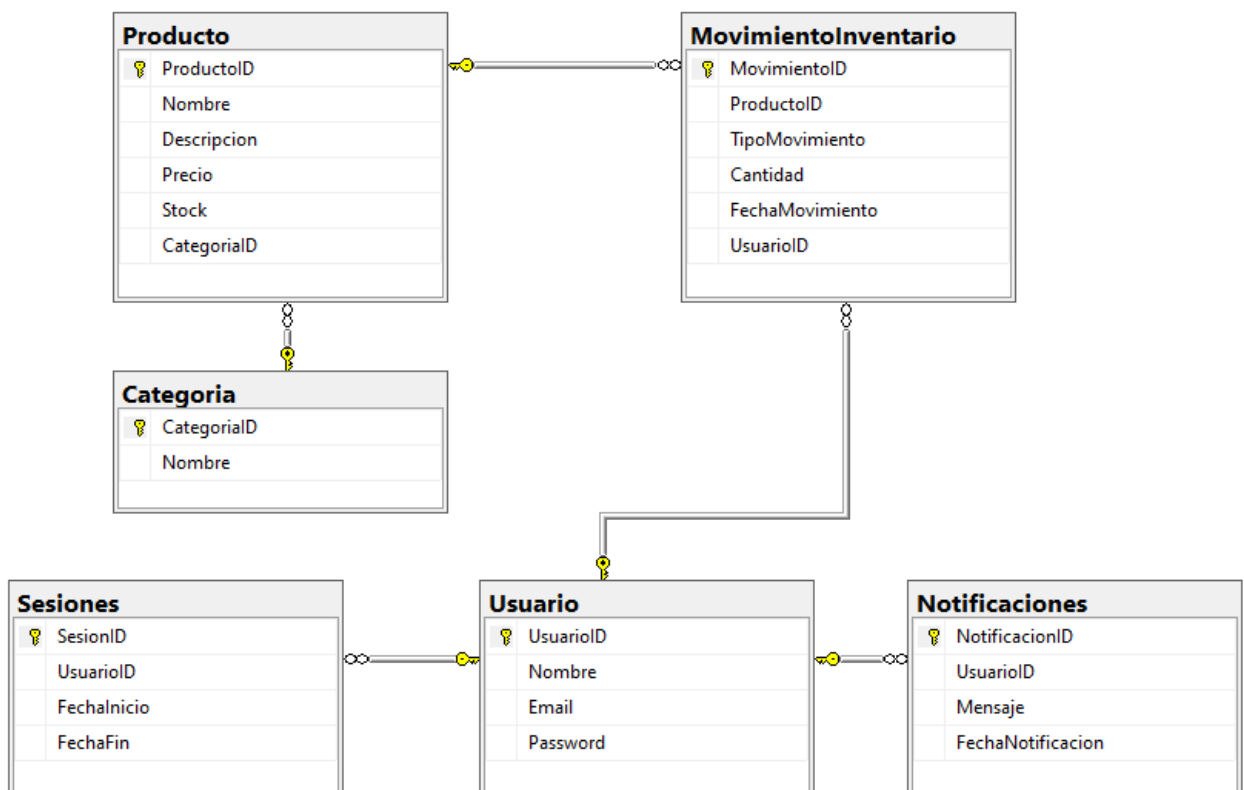 Producto
ProductoID
Nombre
Descripcion
Precio
Stock
CategoriaID
MovimientoInventario
MovimientoID
ProductoID
TipoMovimiento
Cantidad
FechaMovimiento
UsuarioID
Categoria
CategoriaID
Nombre
Sesiones
SesionID
UsuarioID
FechaInicio
FechaFin
Usuario
UsuarioID
Nombre
Email
Password
Notificaciones
NotificacionID
UsuarioID
Mensaje
FechaNotificacion